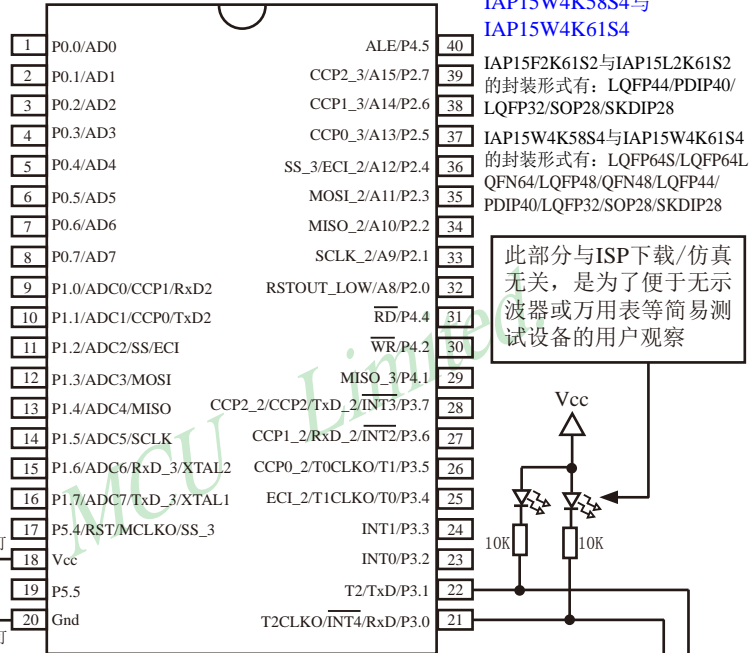 IAP15W4K58S4与
IAP15W4K61S4
IAP15F2K61S2与IAP15L2K61S2
的封装形式有：LQFP44/PDIP40/
LQFP32/SOP28/SKDIP28
IAP15W4K58S4与IAP15W4K61S4
的封装形式有：LQFP64S/LQFP64L
QFN64/LQFP48/QFN48/LQFP44/
PDIP40/LQFP32/SOP28/SKDIP28
此部分与ISP下载/仿真
无关，是为了便于无示
波器或万用表等简易测
试设备的用户观察
1 P0.0/AD0 ALE/P4.5 40
2 P0.1/AD1 CCP2_3/A15/P2.7 39
3 P0.2/AD2 CCP1_3/A14/P2.6 38
4 P0.3/AD3 CCP0_3/A13/P2.5 37
5 P0.4/AD4 SS_3/ECI_2/A12/P2.4 36
6 P0.5/AD5 MOSI_2/A11/P2.3 35
7 P0.6/AD6 MISO_2/A10/P2.2 34
8 P0.7/AD7 SCLK_2/A9/P2.1 33
9 P1.0/ADC0/CCP1/RxD2 RSTOUT_LOW/A8/P2.0 32
10 P1.1/ADC1/CCP0/TxD2 RD/P4.4 31
11 P1.2/ADC2/SS/ECI WR/P4.2 30
12 P1.3/ADC3/MOSI MISO_3/P4.1 29
13 P1.4/ADC4/MISO CCP2_2/CCP2/TxD_2/INT3/P3.7 28
14 P1.5/ADC5/SCLK CCP1_2/RxD_2/INT2/P3.6 27
15 P1.6/ADC6/RxD_3/XTAL2 CCP0_2/T0CLKO/T1/P3.5 26
16 P1.7/ADC7/TxD_3/XTAL1 ECI_2/T1CLKO/T0/P3.4 25
17 P5.4/RST/MCLKO/SS_3 INT1/P3.3 24
18 Vcc INT0/P3.2 23
19 P5.5 T2/TxD/P3.1 22
20 Gnd T2CLKO/INT4/RxD/P3.0 21
Vcc
10K 10K
MCU Limited.